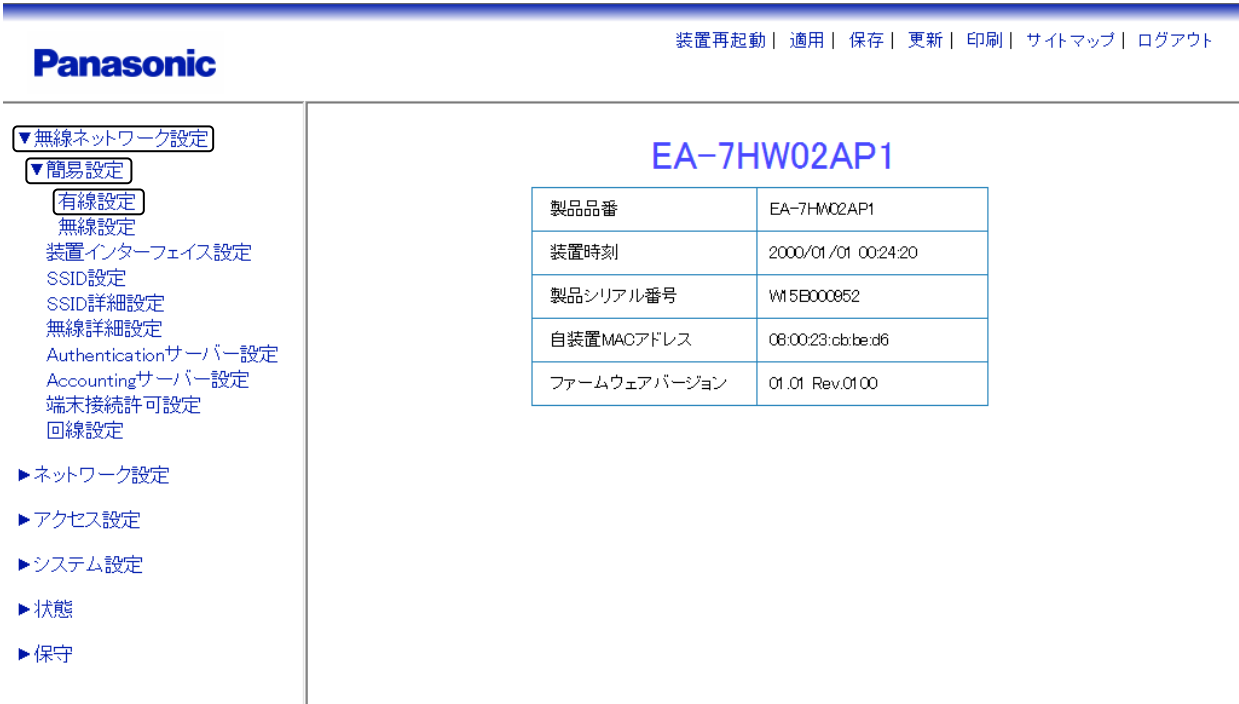 装置再起動| 適用| 保存| 更新| 印刷| サイトマップ| ログアウト
Panasonic
▼無線ネットワーク設定
▼簡易設定
有線設定
無線設定
装置インターフェイス設定
SSID設定
SSID詳細設定
無線詳細設定
Authenticationサーバー設定
Accountingサーバー設定
端末接続許可設定
回線設定
▶ネットワーク設定
▶アクセス設定
▶システム設定
▶状態
▶保守
EA-7HW02AP1
製品品番 EA-7HW02AP1
装置時刻 2000/01/01 00:24:20
製品シリアル番号 W15B000952
自装置MACアドレス 08:00:23:cb:be:d6
ファームウェアバージョン 01.01 Rev.0100